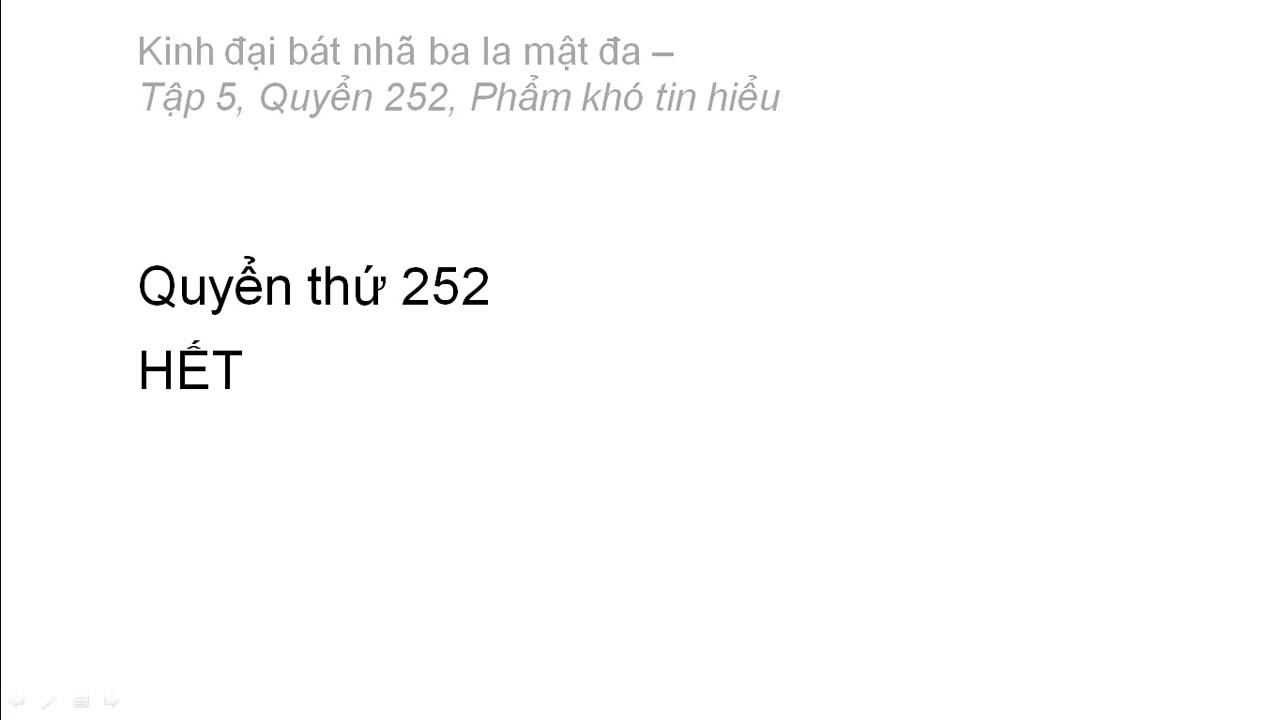 Kinh đại bát nhã ba la mật đa –
Tập 5, Quyển 252, Phẩm khó tin hiểu
Quyển thứ 252
HẾT